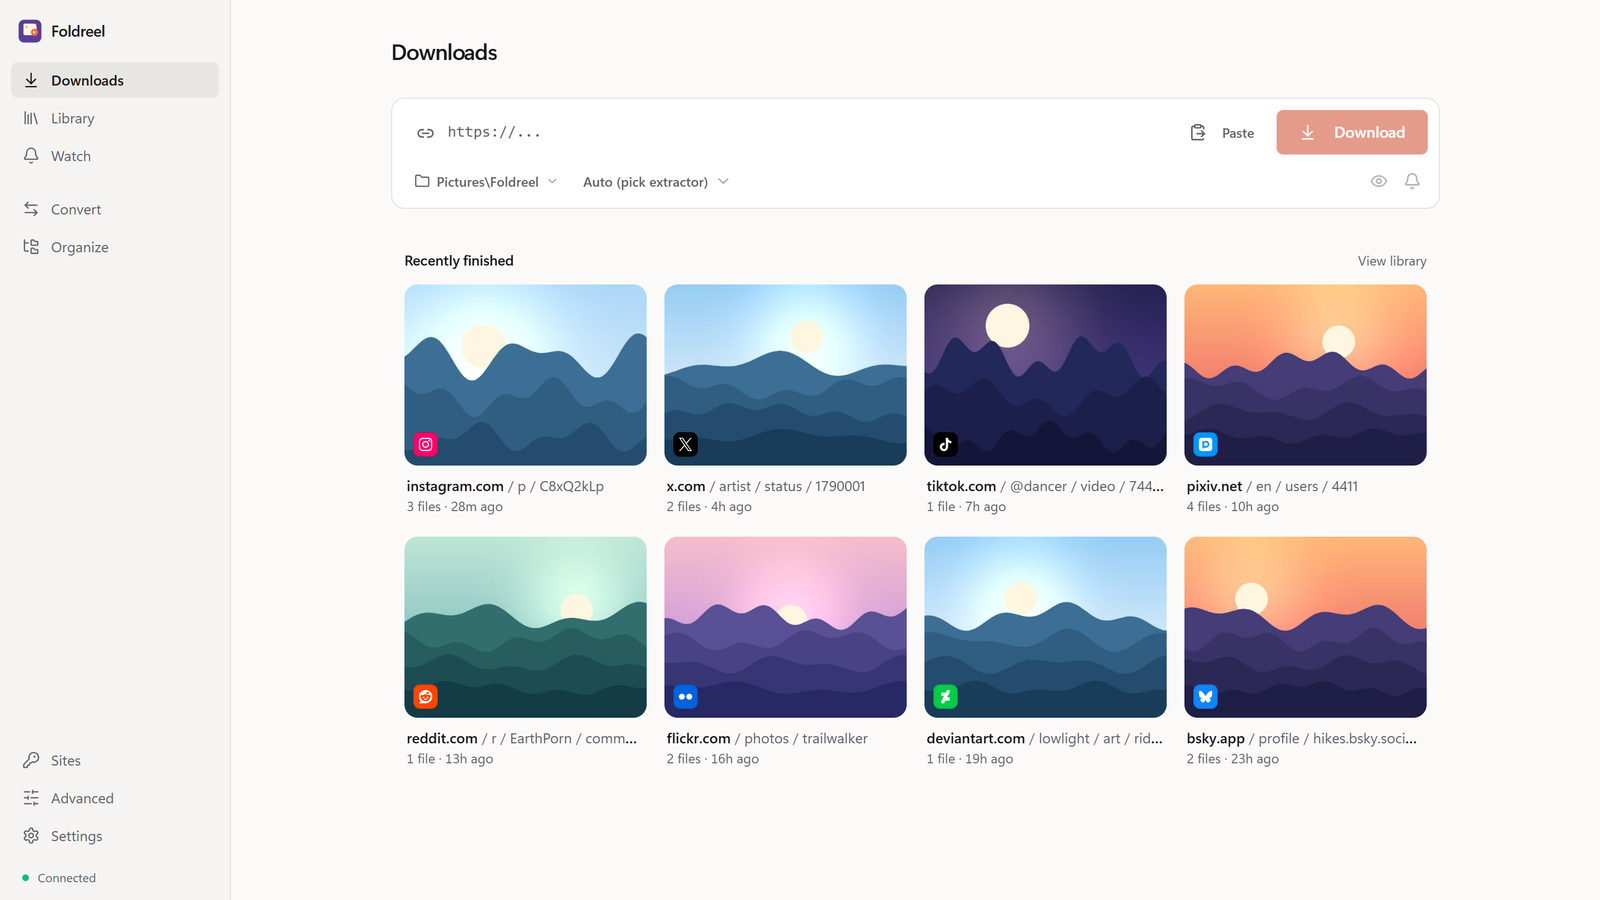 Foldreel
Downloads
Library
Watch
Convert
Organize
Sites
Advanced
Settings
Connected
Downloads
https://...
Paste
Download
Pictures\Foldreel
Auto (pick extractor)
Recently finished
View library
instagram.com / p / C8xQ2kLp
3 files · 28m ago
x.com / artist / status / 1790001
2 files · 4h ago
tiktok.com / @dancer / video / 744...
1 file · 7h ago
pixiv.net / en / users / 4411
4 files · 10h ago
reddit.com / r / EarthPorn / comm...
1 file · 13h ago
flickr.com / photos / trailwalker
2 files · 16h ago
deviantart.com / lowlight / art / rid...
1 file · 19h ago
bsky.app / profile / hikes.bsky.soci...
2 files · 23h ago